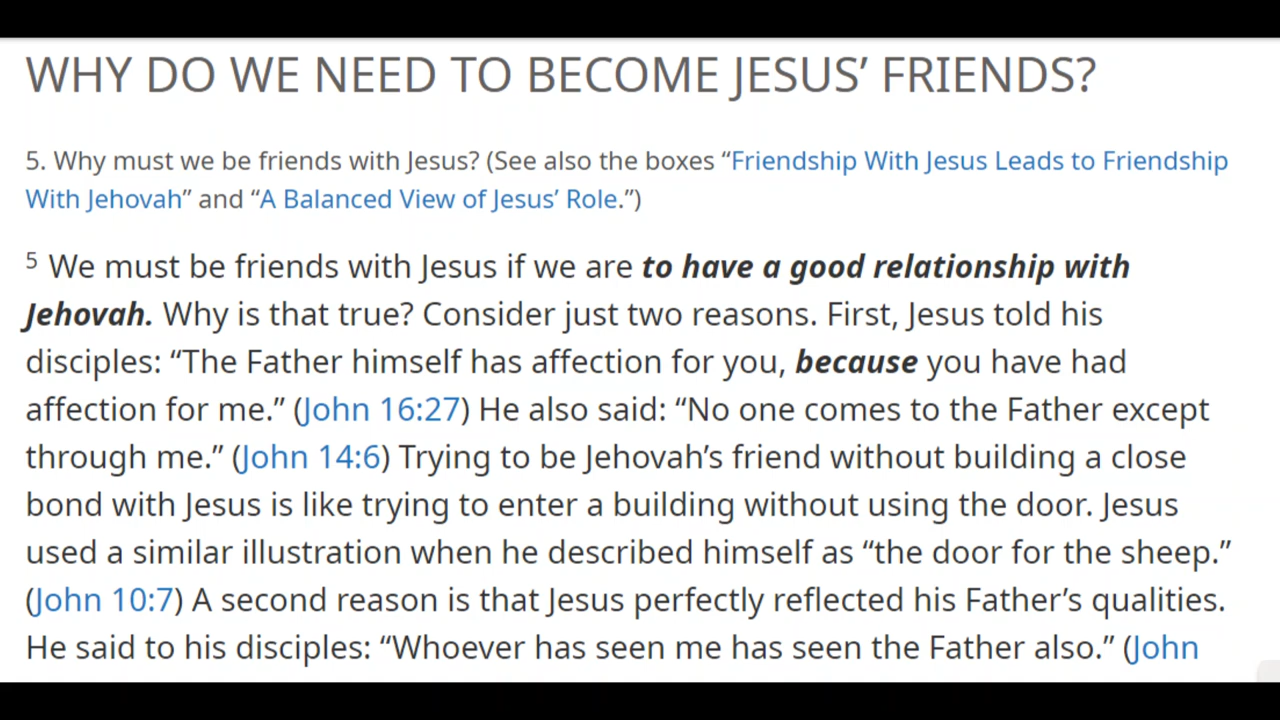 WHY DO WE NEED TO BECOME JESUS’ FRIENDS?
5. Why must we be friends with Jesus? (See also the boxes “Friendship With Jesus Leads to Friendship
With Jehovah” and “A Balanced View of Jesus’ Role.”)
5 We must be friends with Jesus if we are to have a good relationship with
Jehovah. Why is that true? Consider just two reasons. First, Jesus told his
disciples: “The Father himself has affection for you, because you have had
affection for me.” (John 16:27) He also said: “No one comes to the Father except
through me.” (John 14:6) Trying to be Jehovah’s friend without building a close
bond with Jesus is like trying to enter a building without using the door. Jesus
used a similar illustration when he described himself as “the door for the sheep.”
(John 10:7) A second reason is that Jesus perfectly reflected his Father’s qualities.
He said to his disciples: “Whoever has seen me has seen the Father also.” (John